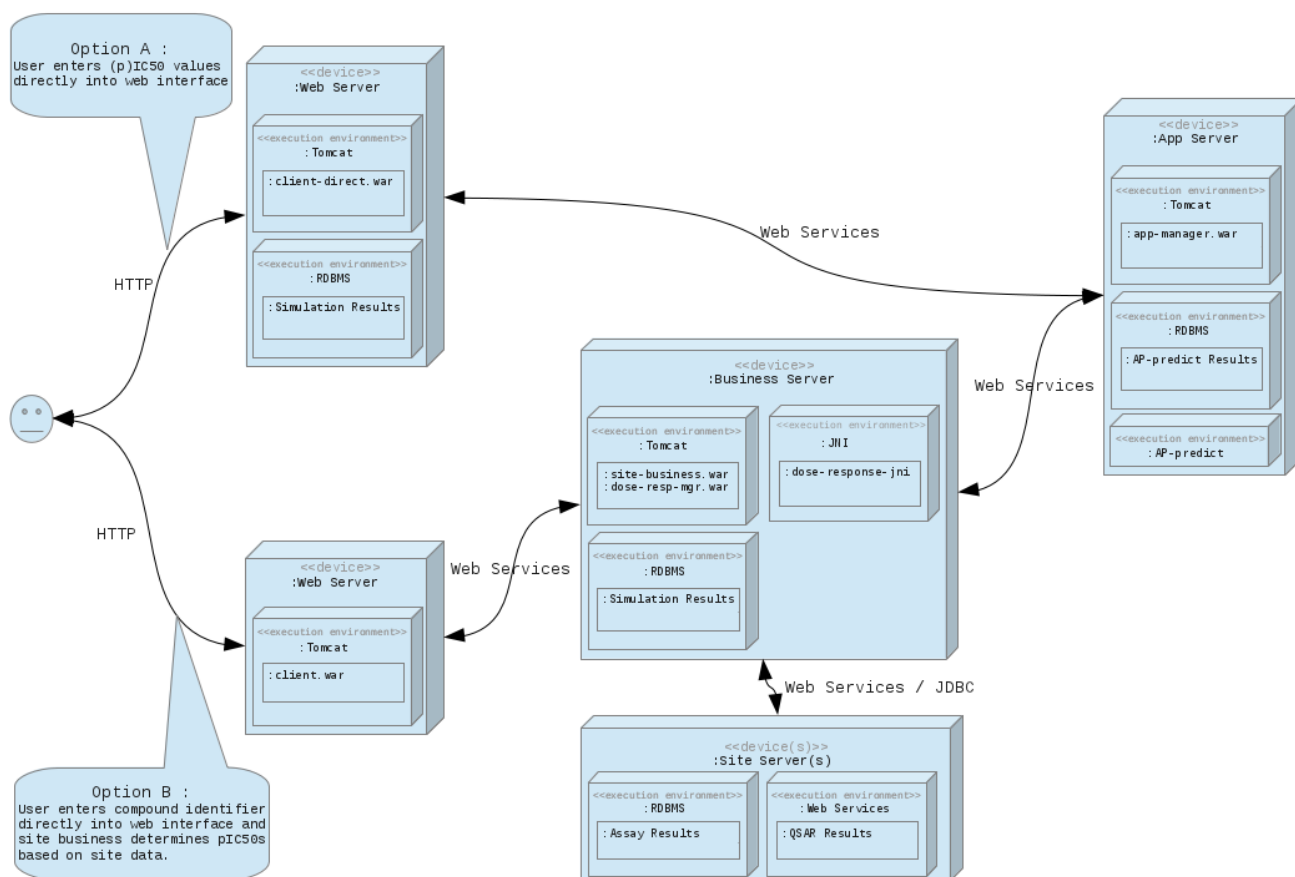 Option A :
User enters (p)IC50 values
directly into web interface
<<device>>
:Web Server
<<execution environment>>
:Tomcat
:client-direct.war
<<execution environment>>
:RDBMS
:Simulation Results
HTTP
Web Services
<<device>>
:App Server
<<execution environment>>
:Tomcat
:app-manager.war
<<execution environment>>
:RDBMS
:AP-predict Results
<<execution environment>>
:AP-predict
Web Services
<<device>>
:Business Server
<<execution environment>>
:Tomcat
:site-business.war
:dose-resp-mgr.war
<<execution environment>>
:JNI
:dose-response-jni
<<execution environment>>
:RDBMS
:Simulation Results
HTTP
Web Services
<<device>>
:Web Server
<<execution environment>>
:Tomcat
:client.war
Web Services / JDBC
<<device(s)>>
:Site Server(s)
<<execution environment>>
:RDBMS
:Assay Results
<<execution environment>>
:Web Services
:QSAR Results
Option B :
User enters compound identifier
directly into web interface and
site business determines pIC50s
based on site data.